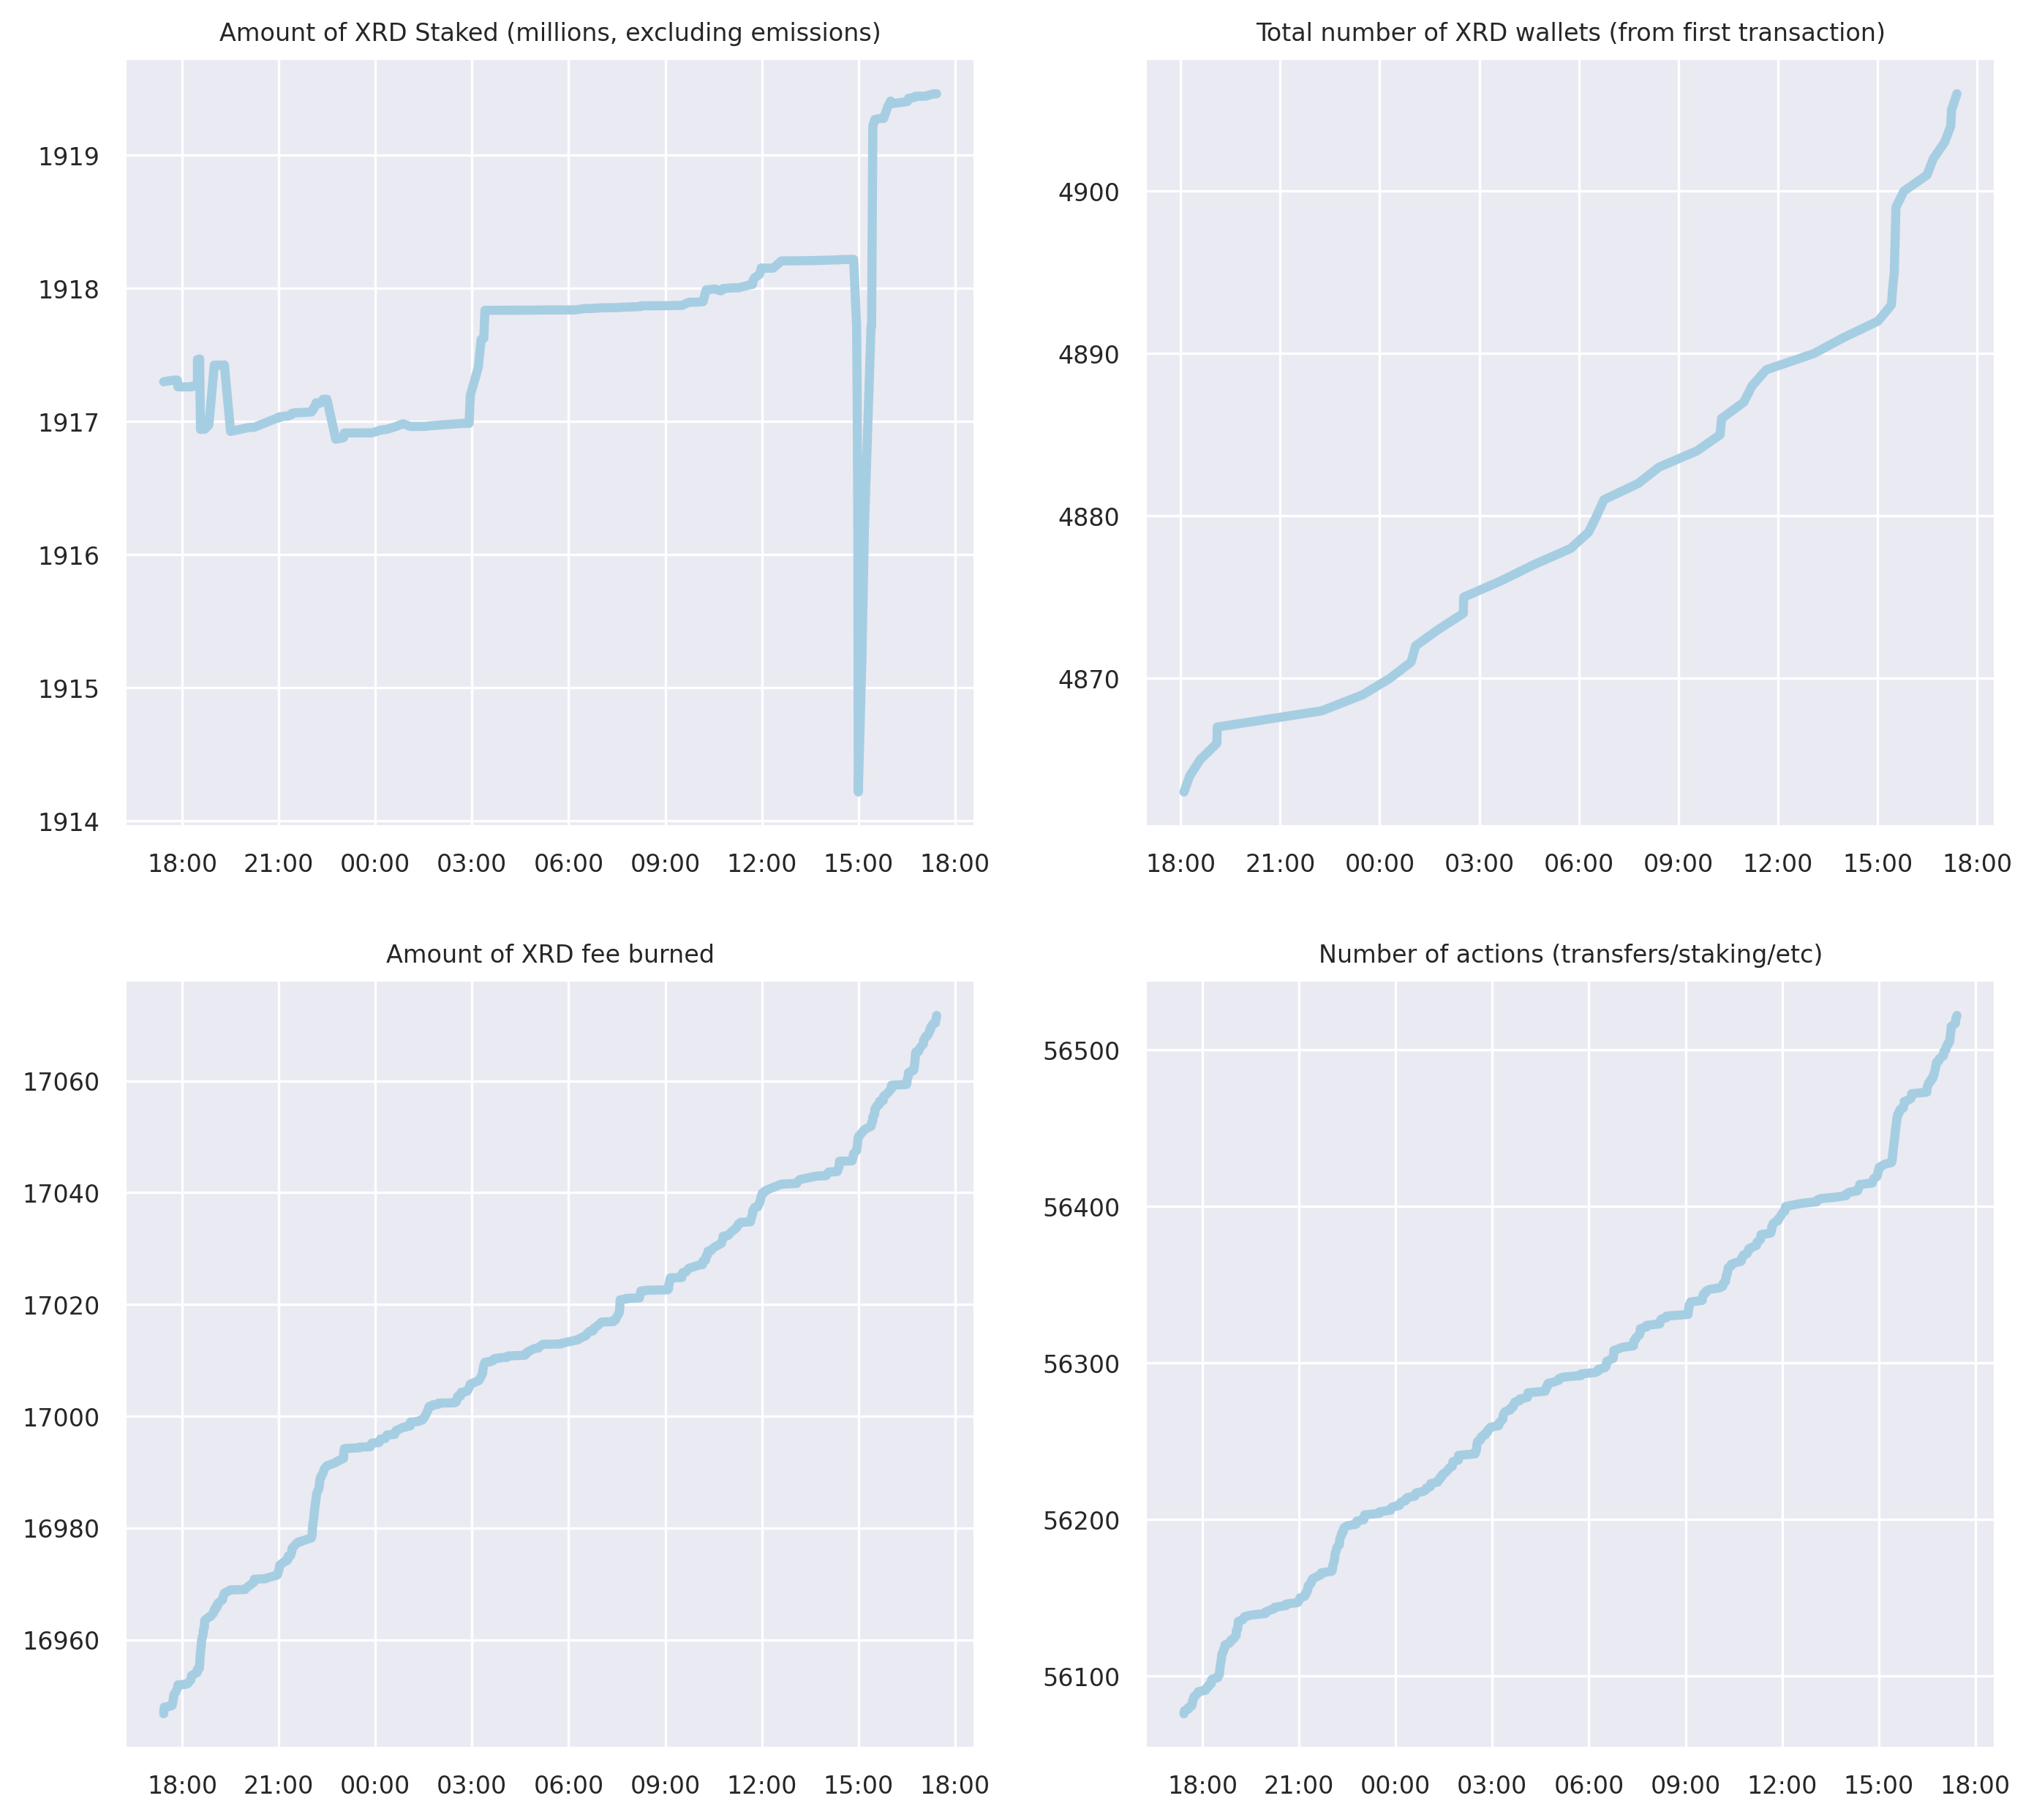 Amount of XRD Staked (millions, excluding emissions)
1919
1918
1917
1916
1915
1914
18:00 21:00 00:00 03:00 06:00 09:00 12:00 15:00 18:00
Total number of XRD wallets (from first transaction)
4900
4890
4880
4870
18:00 21:00 00:00 03:00 06:00 09:00 12:00 15:00 18:00
Amount of XRD fee burned
17060
17040
17020
17000
16980
16960
18:00 21:00 00:00 03:00 06:00 09:00 12:00 15:00 18:00
Number of actions (transfers/staking/etc)
56500
56400
56300
56200
56100
18:00 21:00 00:00 03:00 06:00 09:00 12:00 15:00 18:00